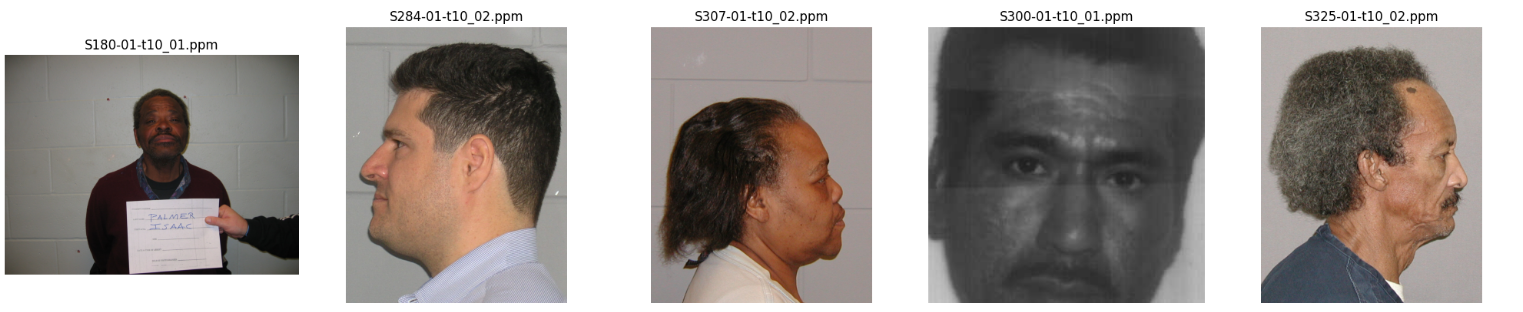 S180-01-t10_01.ppm
S284-01-t10_02.ppm
S307-01-t10_02.ppm
S300-01-t10_01.ppm
S325-01-t10_02.ppm
PALMER
ISAAC